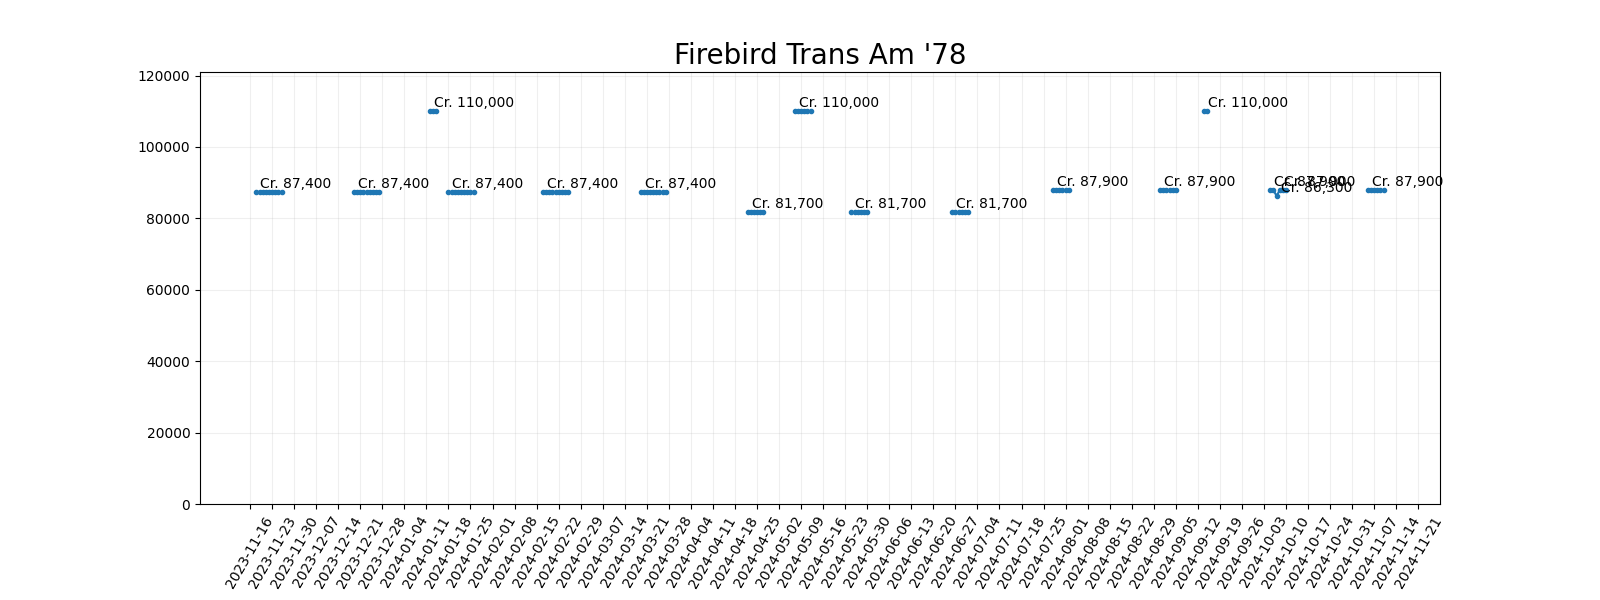 Firebird Trans Am '78
120000
Cr. 110,000 Cr. 110,000 Cr. 110,000
100000
Cr. 87,400 Cr. 87,400 Cr. 87,400 Cr. 87,400 Cr. 87,400 Cr. 87,900 Cr. 87,900 Cr. 87,900 Cr. 87,900 Cr. 87,900
Cr. 86,300
Cr. 81,700 Cr. 81,700 Cr. 81,700
80000
60000
40000
20000
0
2023-11-16 2023-11-23 2023-11-30 2023-12-07 2023-12-14 2023-12-21 2023-12-28 2024-01-04 2024-01-11 2024-01-18 2024-01-25 2024-02-01 2024-02-08 2024-02-15 2024-02-22 2024-02-29 2024-03-07 2024-03-14 2024-03-21 2024-03-28 2024-04-04 2024-04-11 2024-04-18 2024-04-25 2024-05-02 2024-05-09 2024-05-16 2024-05-23 2024-05-30 2024-06-06 2024-06-13 2024-06-20 2024-06-27 2024-07-04 2024-07-11 2024-07-18 2024-07-25 2024-08-01 2024-08-08 2024-08-15 2024-08-22 2024-08-29 2024-09-05 2024-09-12 2024-09-19 2024-09-26 2024-10-03 2024-10-10 2024-10-17 2024-10-24 2024-10-31 2024-11-07 2024-11-14 2024-11-21